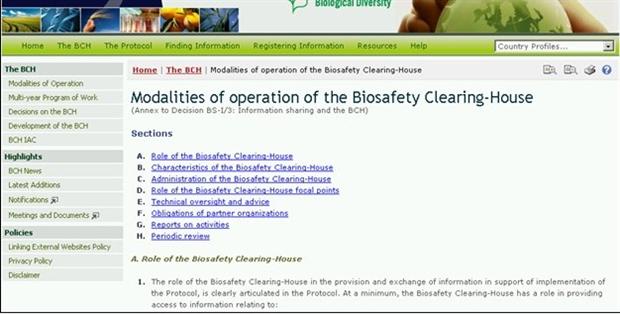 Biological Diversity
Home The BCH The Protocol Finding Information Registering Information Resources Help Country Profiles...
The BCH
Modalities of Operation
Multi-year Program of Work
Decisions on the BCH
Development of the BCH
BCH IAC
Highlights
BCH News
Latest Additions
Notifications
Meetings and Documents
Policies
Linking External Websites Policy
Privacy Policy
Disclaimer
Home | The BCH | Modalities of operation of the Biosafety Clearing-House
Modalities of operation of the Biosafety Clearing-House
(Annex to Decision BS-I/3: Information sharing and the BCH)
Sections
A. Role of the Biosafety Clearing-House
B. Characteristics of the Biosafety Clearing-House
C. Administration of the Biosafety Clearing-House
D. Role of the Biosafety Clearing-House focal points
E. Technical oversight and advice
F. Obligations of partner organizations
G. Reports on activities
H. Periodic review
A. Role of the Biosafety Clearing-House
1. The role of the Biosafety Clearing-House in the provision and exchange of information in support of implementation of
the Protocol, is clearly articulated in the Protocol. At a minimum, the Biosafety Clearing-House has a role in providing
access to information relating to: